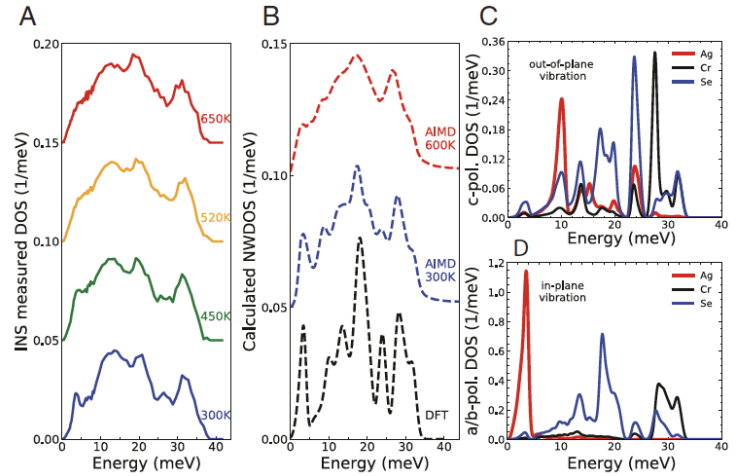 A
INS measured DOS (1/meV)
0.20
0.15
0.10
0.05
0.00
650K
520K
450K
300K
0 10 20 30 40
Energy (meV)
B
Calculated NWDOS (1/meV)
0.15
0.10
0.05
0.00
AIMD
600K
AIMD
300K
DFT
0 10 20 30 40
Energy (meV)
C
c-pol. DOS (1/meV)
0.36
0.30
0.24
0.18
0.12
0.06
0.00
out-of-plane
vibration
Ag
Cr
Se
0 10 20 30 40
Energy (meV)
D
a/b-pol. DOS (1/meV)
1.2
1.0
0.8
0.6
0.4
0.2
0.0
in-plane
vibration
Ag
Cr
Se
0 10 20 30 40
Energy (meV)